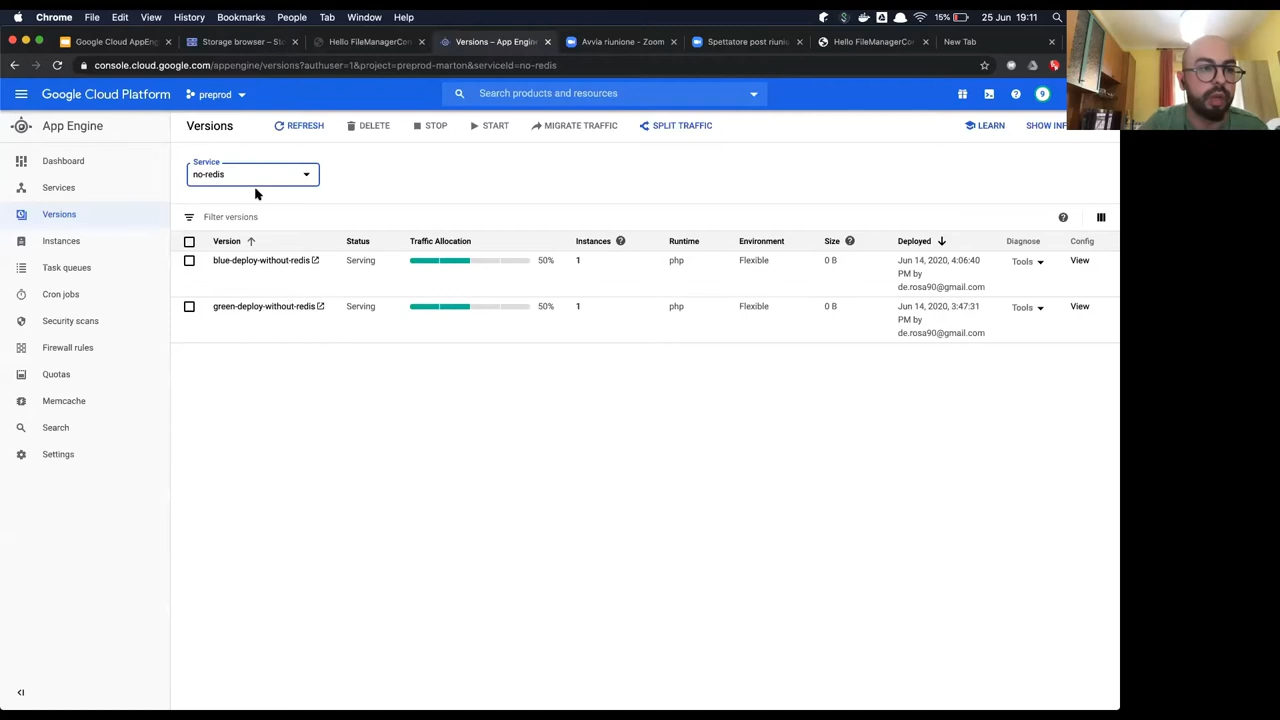 Chrome File Edit View History Bookmarks People Tab Window Help 15% 25 Jun 19:11
Google Cloud AppEng Storage browser – Sto Hello FileManagerCon Versions – App Engine Avvia riunione - Zoom Spettatore post riunio Hello FileManagerCon New Tab
console.cloud.google.com/appengine/versions?authuser=1&project=preprod-marton&serviceId=no-redis
Google Cloud Platform preprod Search products and resources 9
App Engine Versions REFRESH DELETE STOP START MIGRATE TRAFFIC SPLIT TRAFFIC LEARN SHOW INF
Dashboard
Services
Versions
Instances
Task queues
Cron jobs
Security scans
Firewall rules
Quotas
Memcache
Search
Settings
Service
no-redis
Filter versions
Version Status Traffic Allocation Instances Runtime Environment Size Deployed Diagnose Config
blue-deploy-without-redis Serving 50% 1 php Flexible 0 B Jun 14, 2020, 4:06:40 Tools View
PM by
de.rosa90@gmail.com
green-deploy-without-redis Serving 50% 1 php Flexible 0 B Jun 14, 2020, 3:47:31 Tools View
PM by
de.rosa90@gmail.com